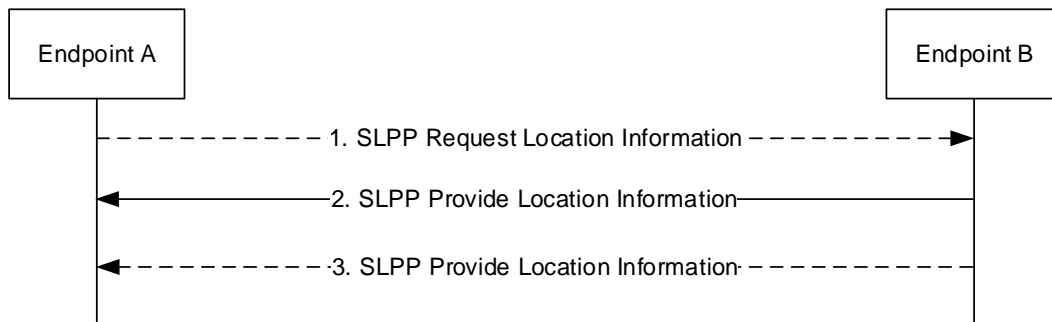 Endpoint A
Endpoint B
1. SLPP Request Location Information
2. SLPP Provide Location Information
3. SLPP Provide Location Information